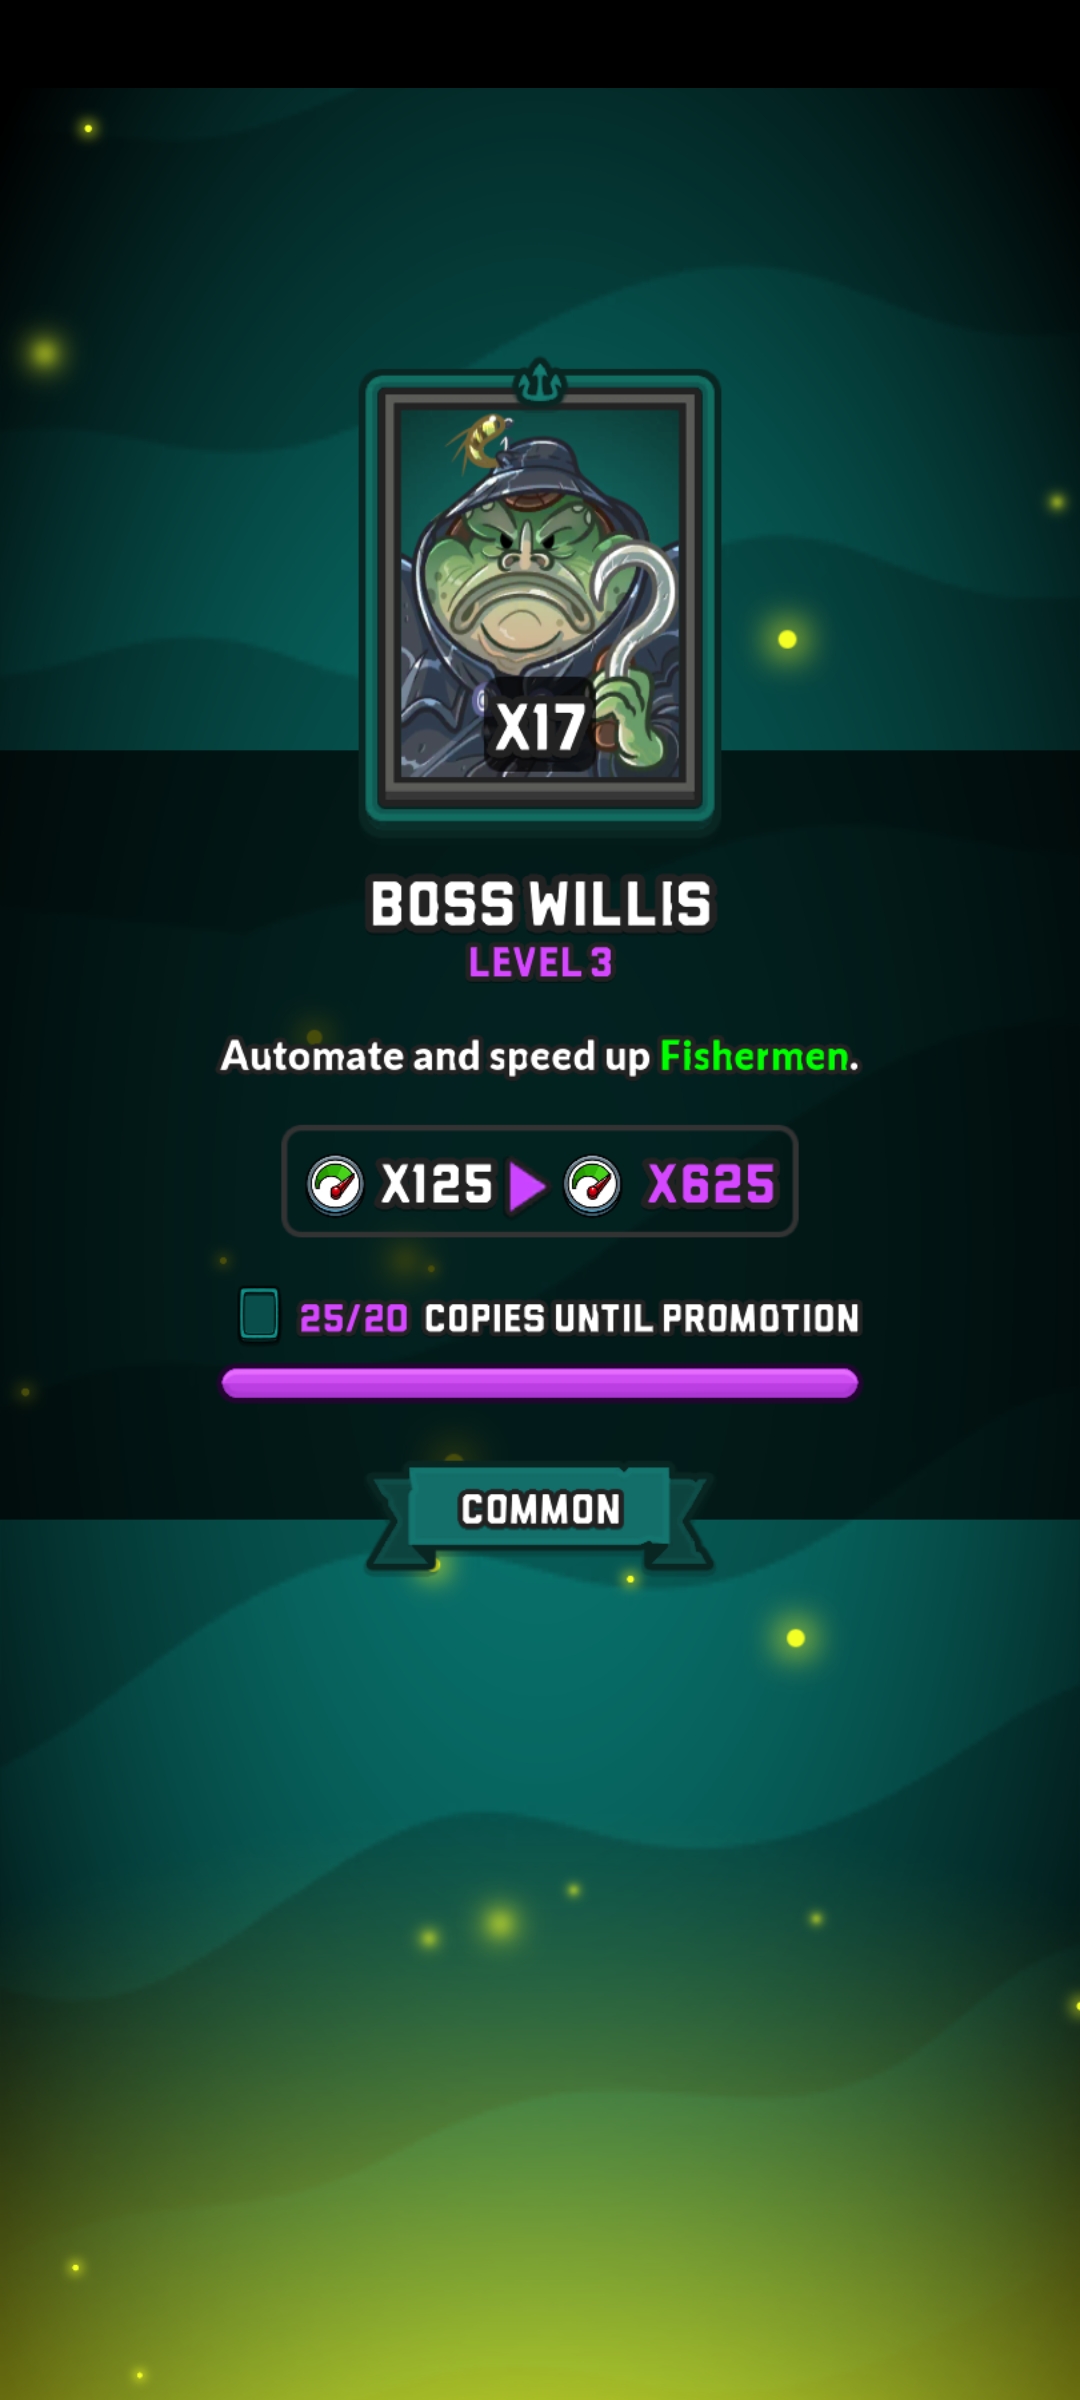 X17
BOSS WILLIS
LEVEL 3
Automate and speed up Fishermen.
X125 X625
25/20 COPIES UNTIL PROMOTION
COMMON